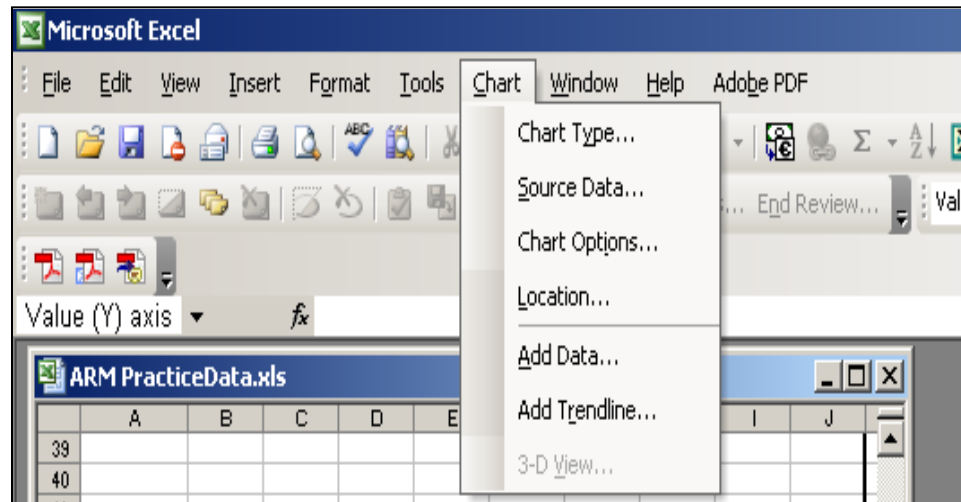 Microsoft Excel
File Edit View Insert Format Tools Chart Window Help Adobe PDF
Chart Type...
ABC
Σ
A
Z
Source Data...
... End Review...
Val
Chart Options...
Location...
Value (Y) axis
fx
Add Data...
ARM PracticeData.xls
Add Trendline...
A B C D E I J
39
3-D View...
40